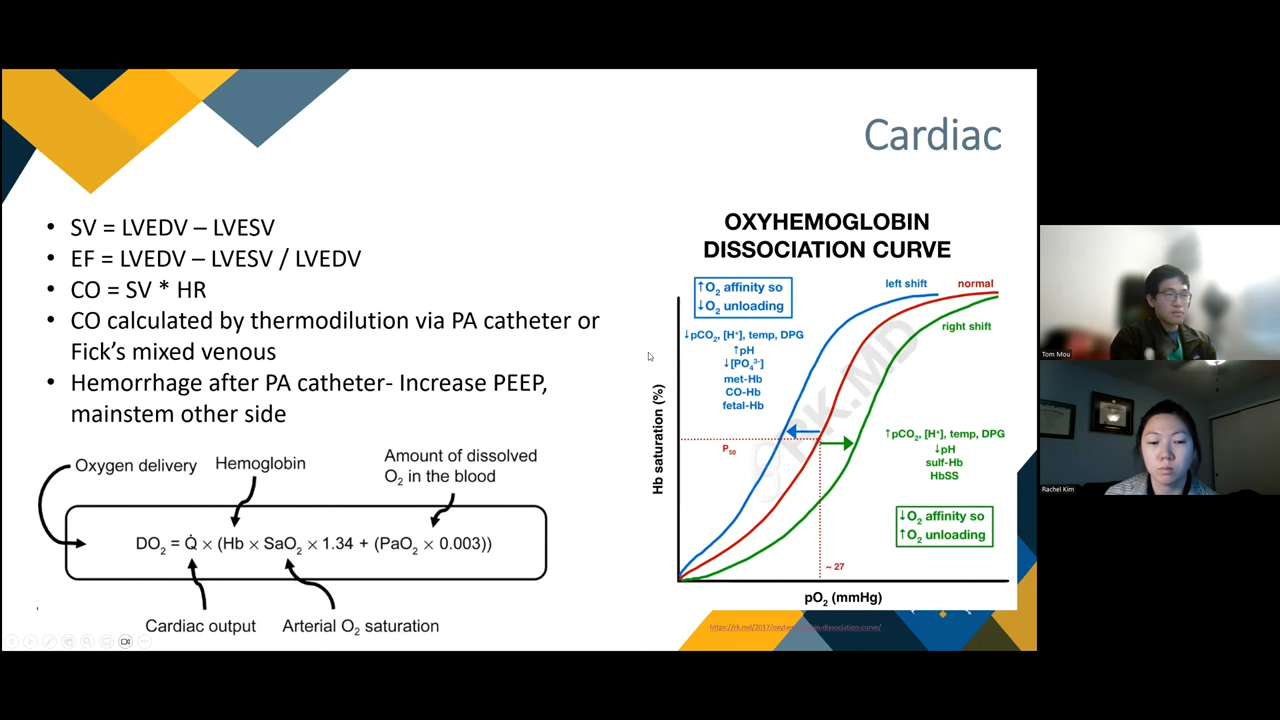 Cardiac
• SV = LVEDV – LVESV
• EF = LVEDV – LVESV / LVEDV
• CO = SV * HR
• CO calculated by thermodilution via PA catheter or
Fick's mixed venous
• Hemorrhage after PA catheter- Increase PEEP,
mainstem other side
Oxygen delivery
Hemoglobin
Amount of dissolved
O₂ in the blood
DO₂ = Q̇ × (Hb × SaO₂ × 1.34 + (PaO₂ × 0.003))
Cardiac output
Arterial O₂ saturation
OXYHEMOGLOBIN
DISSOCIATION CURVE
↑O₂ affinity so
↓O₂ unloading
left shift
normal
right shift
↓pCO₂, [H⁺], temp, DPG
↑pH
↓[PO₄³⁻]
met-Hb
CO-Hb
fetal-Hb
RK.MD
Hb saturation (%)
P₅₀
↑pCO₂, [H⁺], temp, DPG
↓pH
sulf-Hb
HbSS
↓O₂ affinity so
↑O₂ unloading
~ 27
pO₂ (mmHg)
https://rk.md/2017/oxyhemoglobin-dissociation-curve/
Tom Mou
Rachel Kim